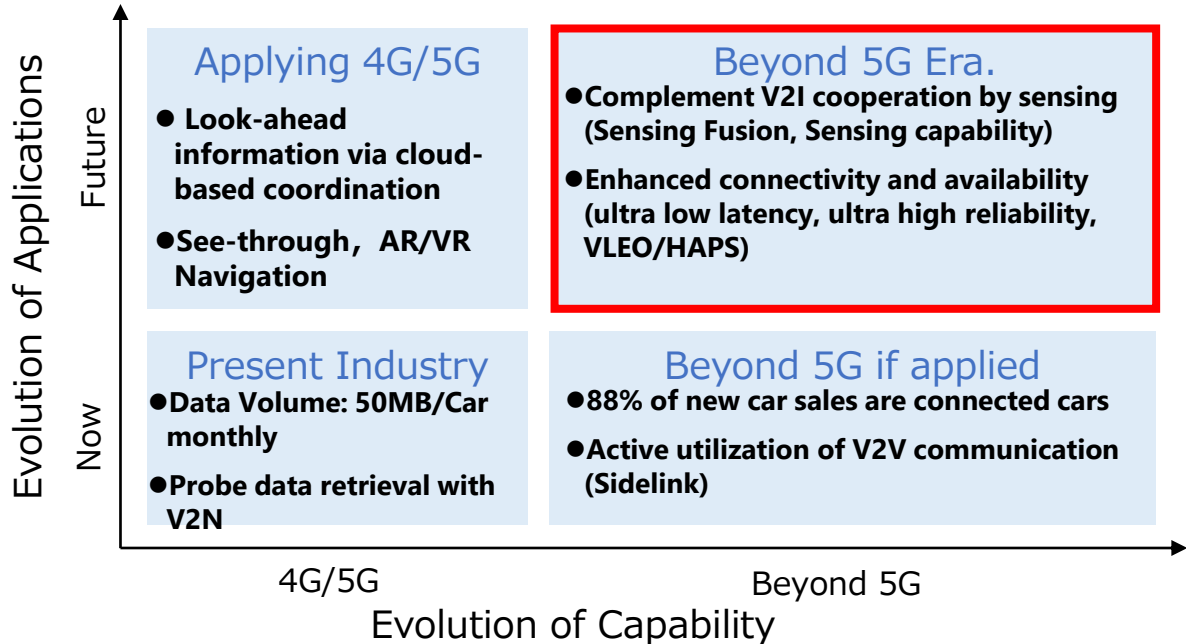 Evolution of Applications
Future
Now
Applying 4G/5G
● Look-ahead
information via cloud-
based coordination
●See-through, AR/VR
Navigation
Beyond 5G Era.
●Complement V2I cooperation by sensing
(Sensing Fusion, Sensing capability)
●Enhanced connectivity and availability
(ultra low latency, ultra high reliability,
VLEO/HAPS)
Present Industry
●Data Volume: 50MB/Car
monthly
●Probe data retrieval with
V2N
Beyond 5G if applied
●88% of new car sales are connected cars
●Active utilization of V2V communication
(Sidelink)
4G/5G
Beyond 5G
Evolution of Capability